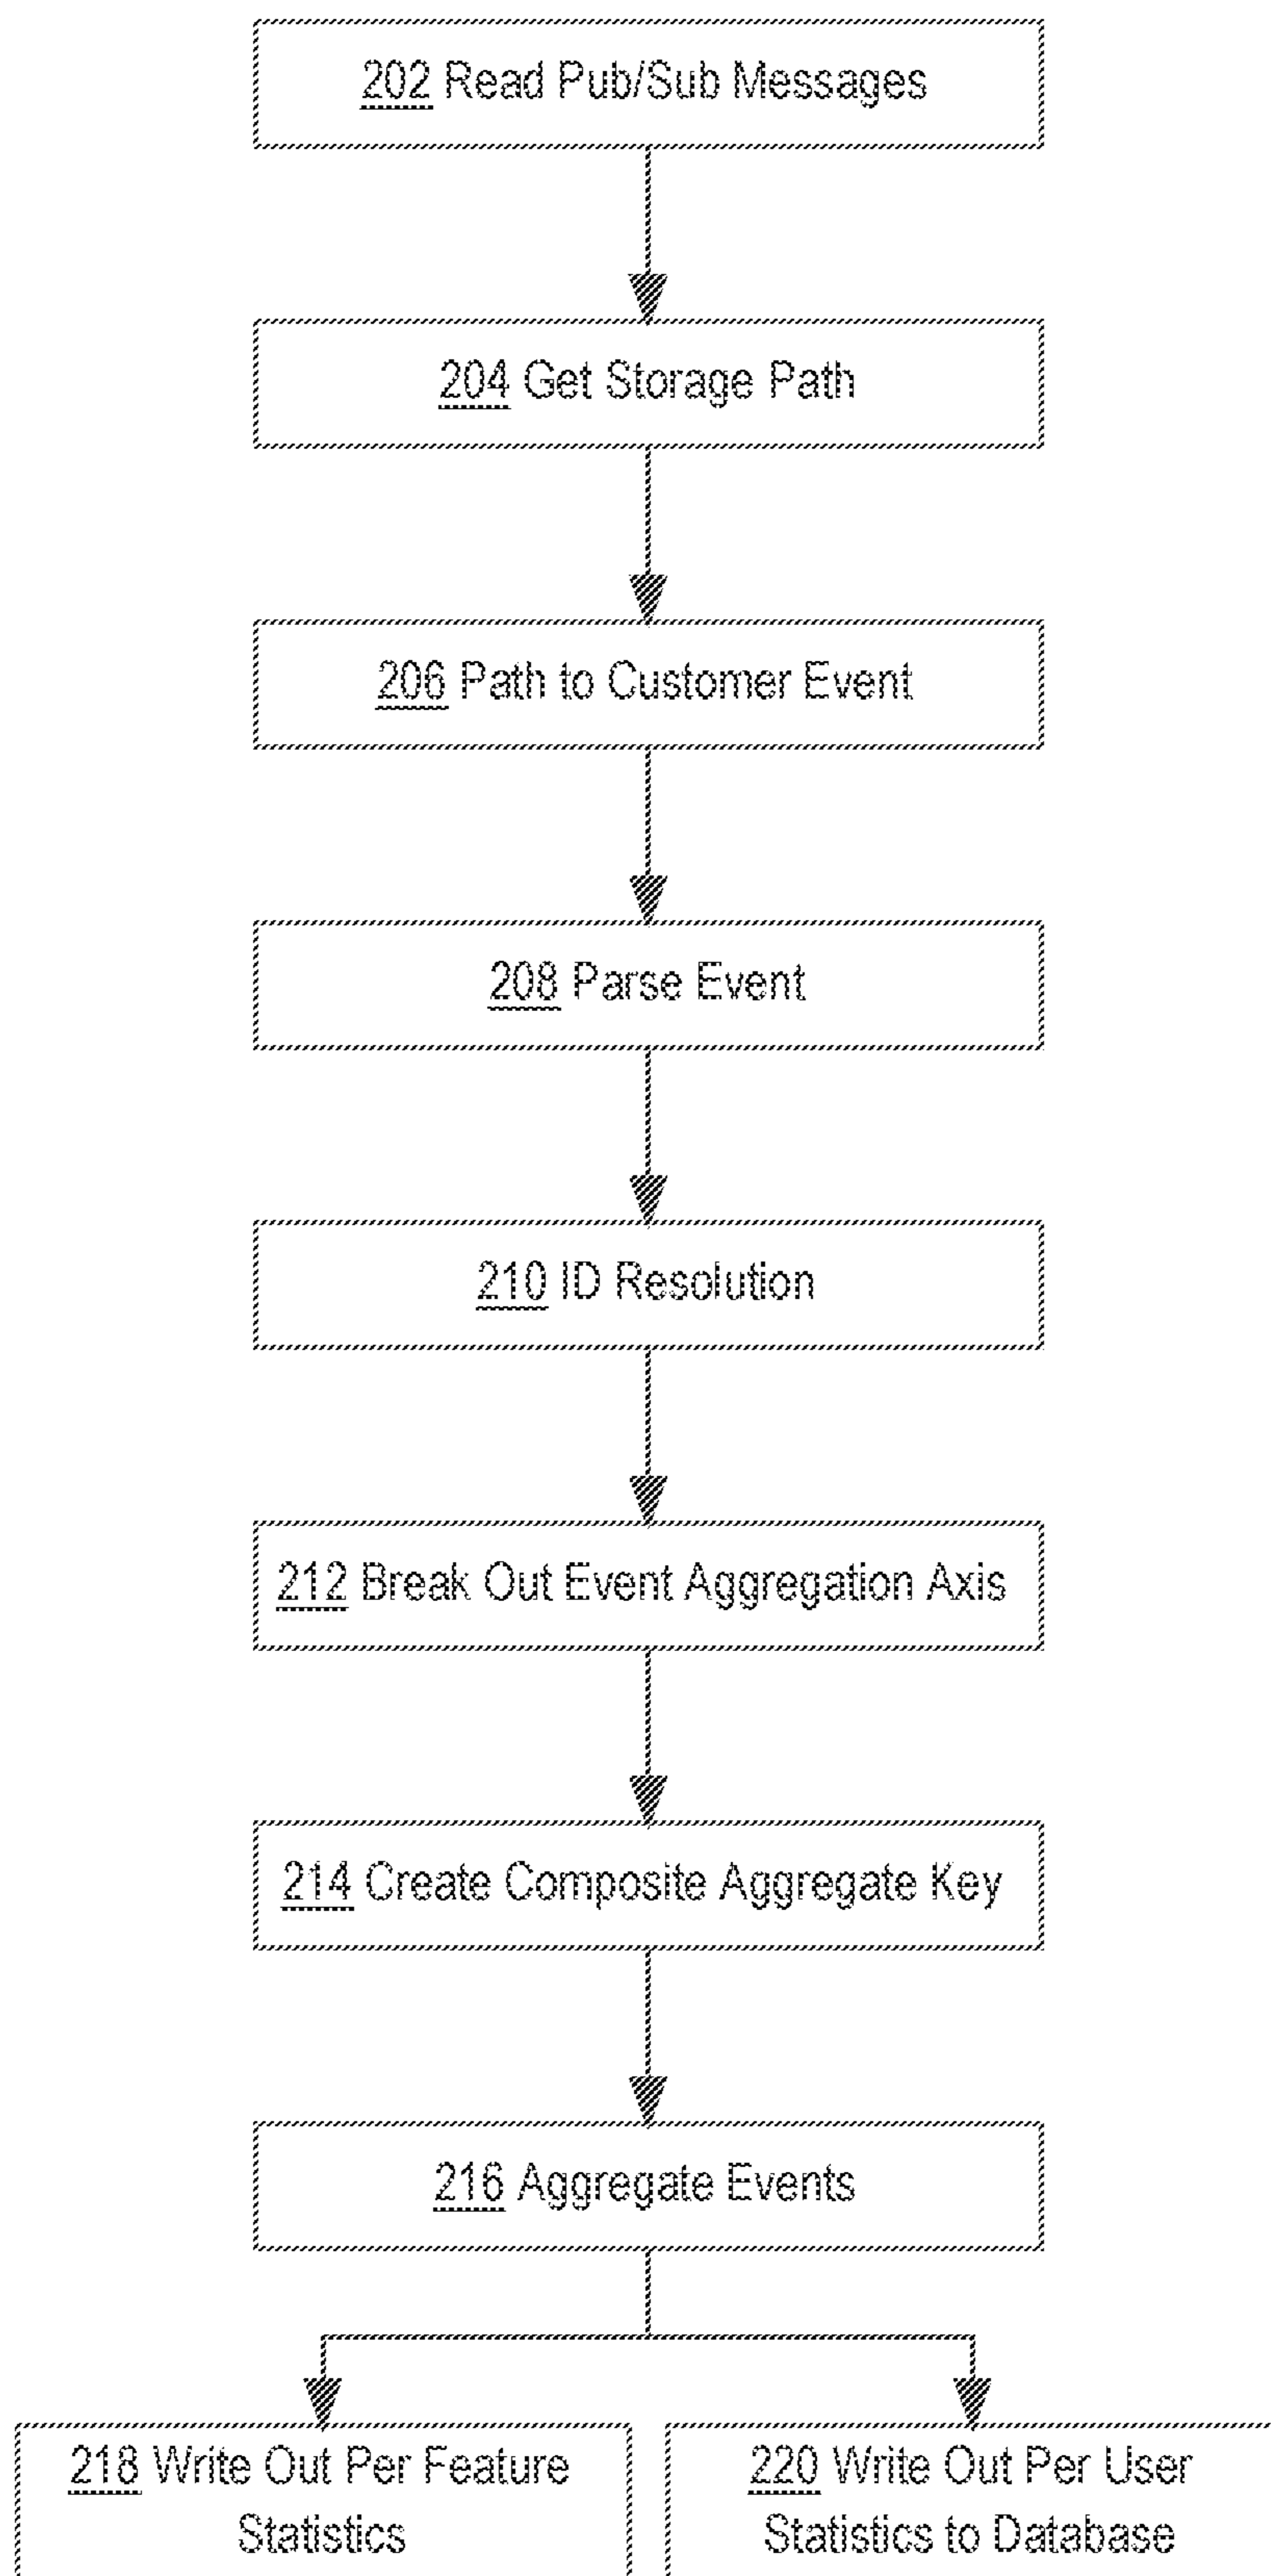 202 Read Pub/Sub Messages
204 Get Storage Path
206 Path to Customer Event
208 Parse Event
210 ID Resolution
212 Break Out Event Aggregation Axis
214 Create Composite Aggregate Key
216 Aggregate Events
218 Write Out Per Feature
Statistics
220 Write Out Per User
Statistics to Database